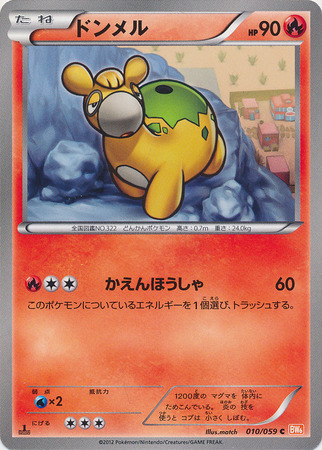 たね
ドンメル
HP 90
全国図鑑NO.322 どんかんポケモン 高さ:0.7m 重さ:24.0kg
かえんほうしゃ 60
このポケモンについているエネルギーを1個選び、トラッシュする。
弱点 抵抗力
×2
にげる
1200度の マグマを 体内に
ためこんでいる。 炎の 技を
使うと コブは 小さく しぼむ。
Illus.match 010/059 C BW6
©2012 Pokémon/Nintendo/Creatures/GAME FREAK.